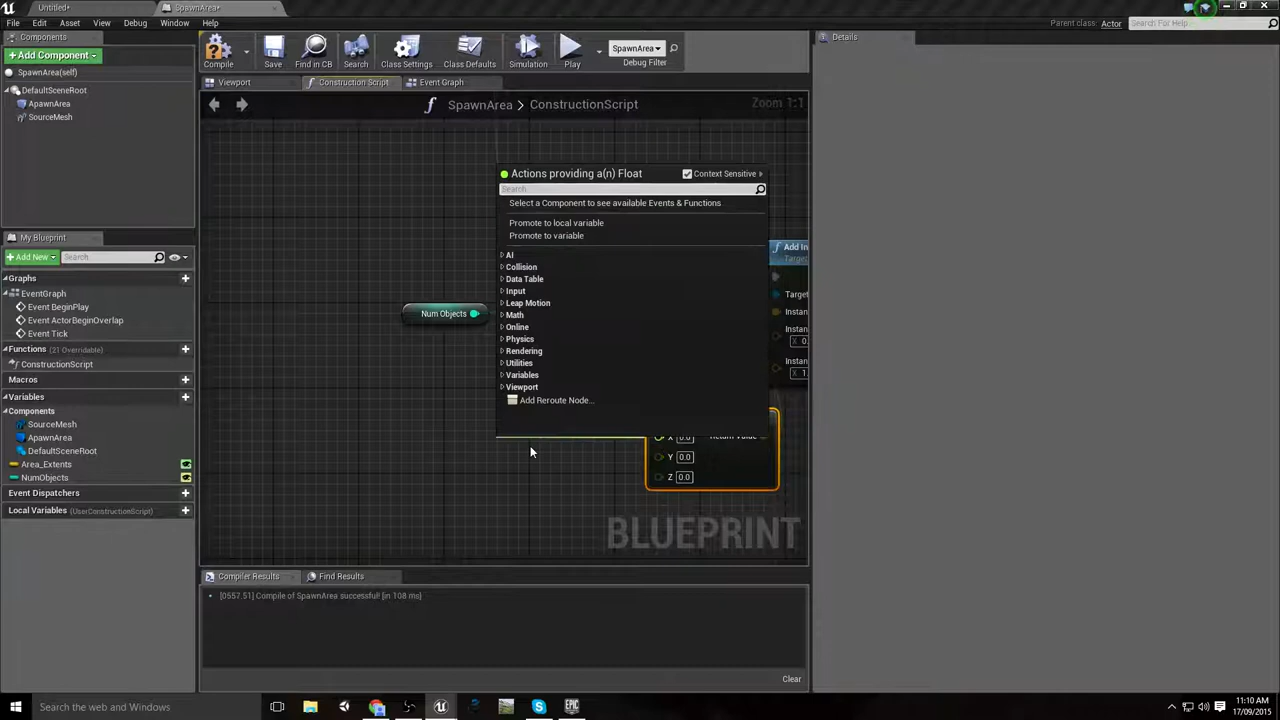 Untitled*
SpawnArea*
File Edit Asset View Debug Window Help
Parent class: Actor
Search For Help
Components
Details
+Add Component
Compile Save Find in CB Search Class Settings Class Defaults Simulation Play
SpawnArea
Debug Filter
SpawnArea(self)
DefaultSceneRoot
ApawnArea
SourceMesh
Viewport Construction Script Event Graph
SpawnArea > ConstructionScript
Zoom 1:1
Actions providing a(n) Float
Context Sensitive
Search
Select a Component to see available Events & Functions
Promote to local variable
Promote to variable
AI
Collision
Data Table
Input
Leap Motion
Math
Online
Physics
Rendering
Utilities
Variables
Viewport
Add Reroute Node...
Num Objects
Add In
Target
Targe
Instan
Instan
X 0.
Instan
X 1.
X 0.0 Return Value
Y 0.0
Z 0.0
BLUEPRINT
My Blueprint
+Add New
Search
Graphs
EventGraph
Event BeginPlay
Event ActorBeginOverlap
Event Tick
Functions (21 Overridable)
ConstructionScript
Macros
Variables
Components
SourceMesh
ApawnArea
DefaultSceneRoot
Area_Extents
NumObjects
Event Dispatchers
Local Variables (UserConstructionScript)
Compiler Results Find Results
[0557.51] Compile of SpawnArea successful! [in 108 ms]
Clear
Search the web and Windows
EPIC
11:10 AM
17/09/2015